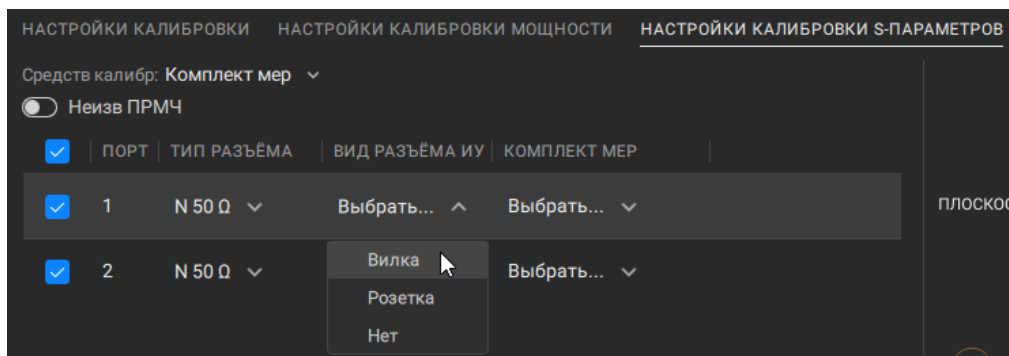 НАСТРОЙКИ КАЛИБРОВКИ НАСТРОЙКИ КАЛИБРОВКИ МОЩНОСТИ НАСТРОЙКИ КАЛИБРОВКИ S-ПАРАМЕТРОВ
Средств калибр: Комплект мер
Неизв ПРМЧ
ПОРТ ТИП РАЗЪЁМА ВИД РАЗЪЁМА ИУ КОМПЛЕКТ МЕР
1 N 50 Ω Выбрать... Выбрать... ПЛОСКОС
Вилка
2 N 50 Ω Выбрать...
Розетка
Нет